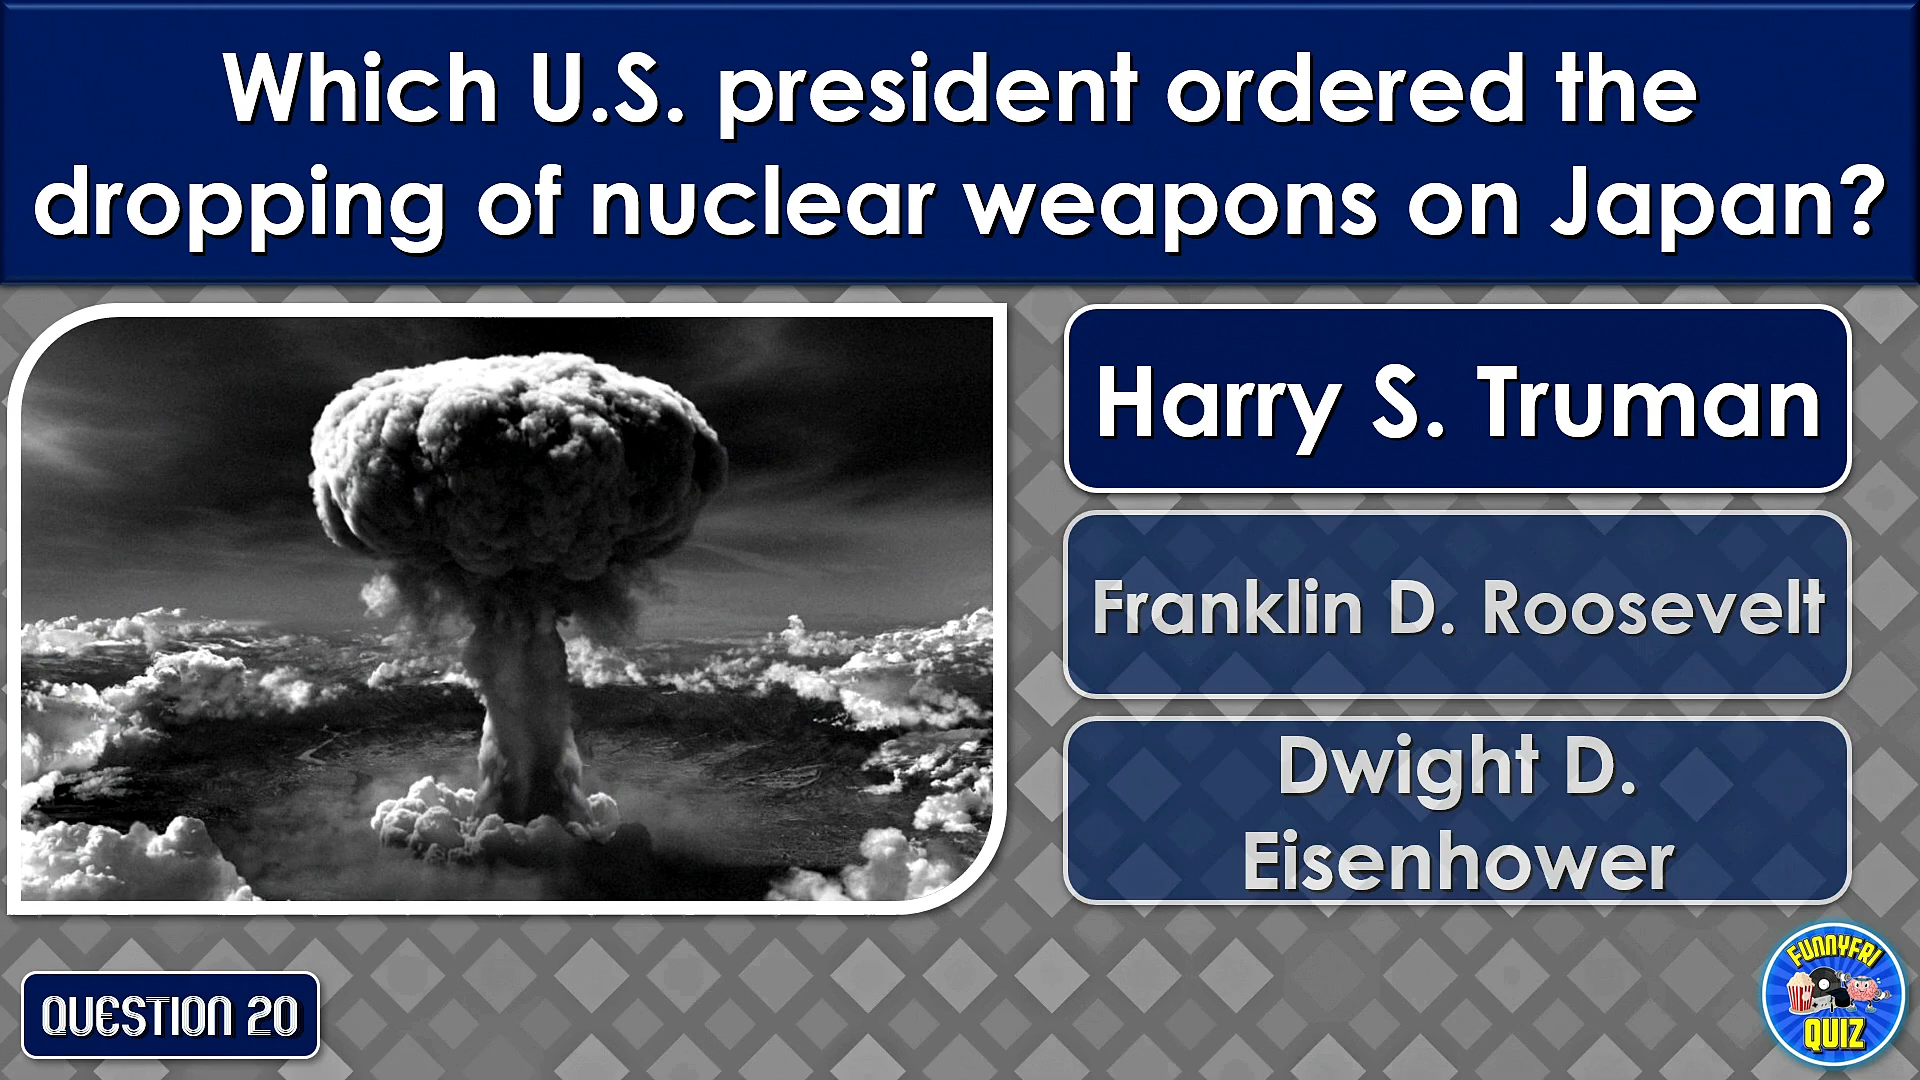 Which U.S. president ordered the
dropping of nuclear weapons on Japan?
Harry S. Truman
Franklin D. Roosevelt
Dwight D.
Eisenhower
QUESTION 20
FUNNYFRI
QUIZ